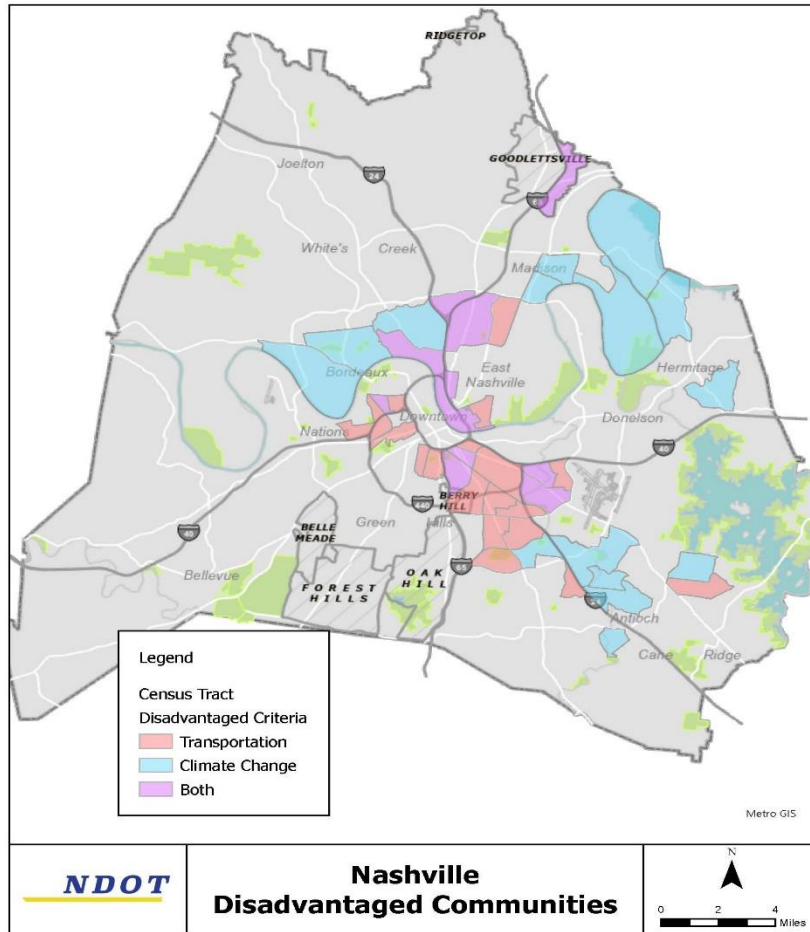 RIDGETOP
GOODLETTSVILLE
Joelton
24
White's Creek
Madison
Hermitage
Bordeaux
East
Nashville
Nations
Downtown
Donelson
40
BERRY
HILL
440
Green Hills
BELLE
MEADE
40
Bellevue
FOREST
HILLS
OAK
HILL
65
Antioch
Cane Ridge
Legend
Census Tract
Disadvantaged Criteria
Transportation
Climate Change
Both
Metro GIS
NDOT
Nashville
Disadvantaged Communities
N
0 2 4
Miles